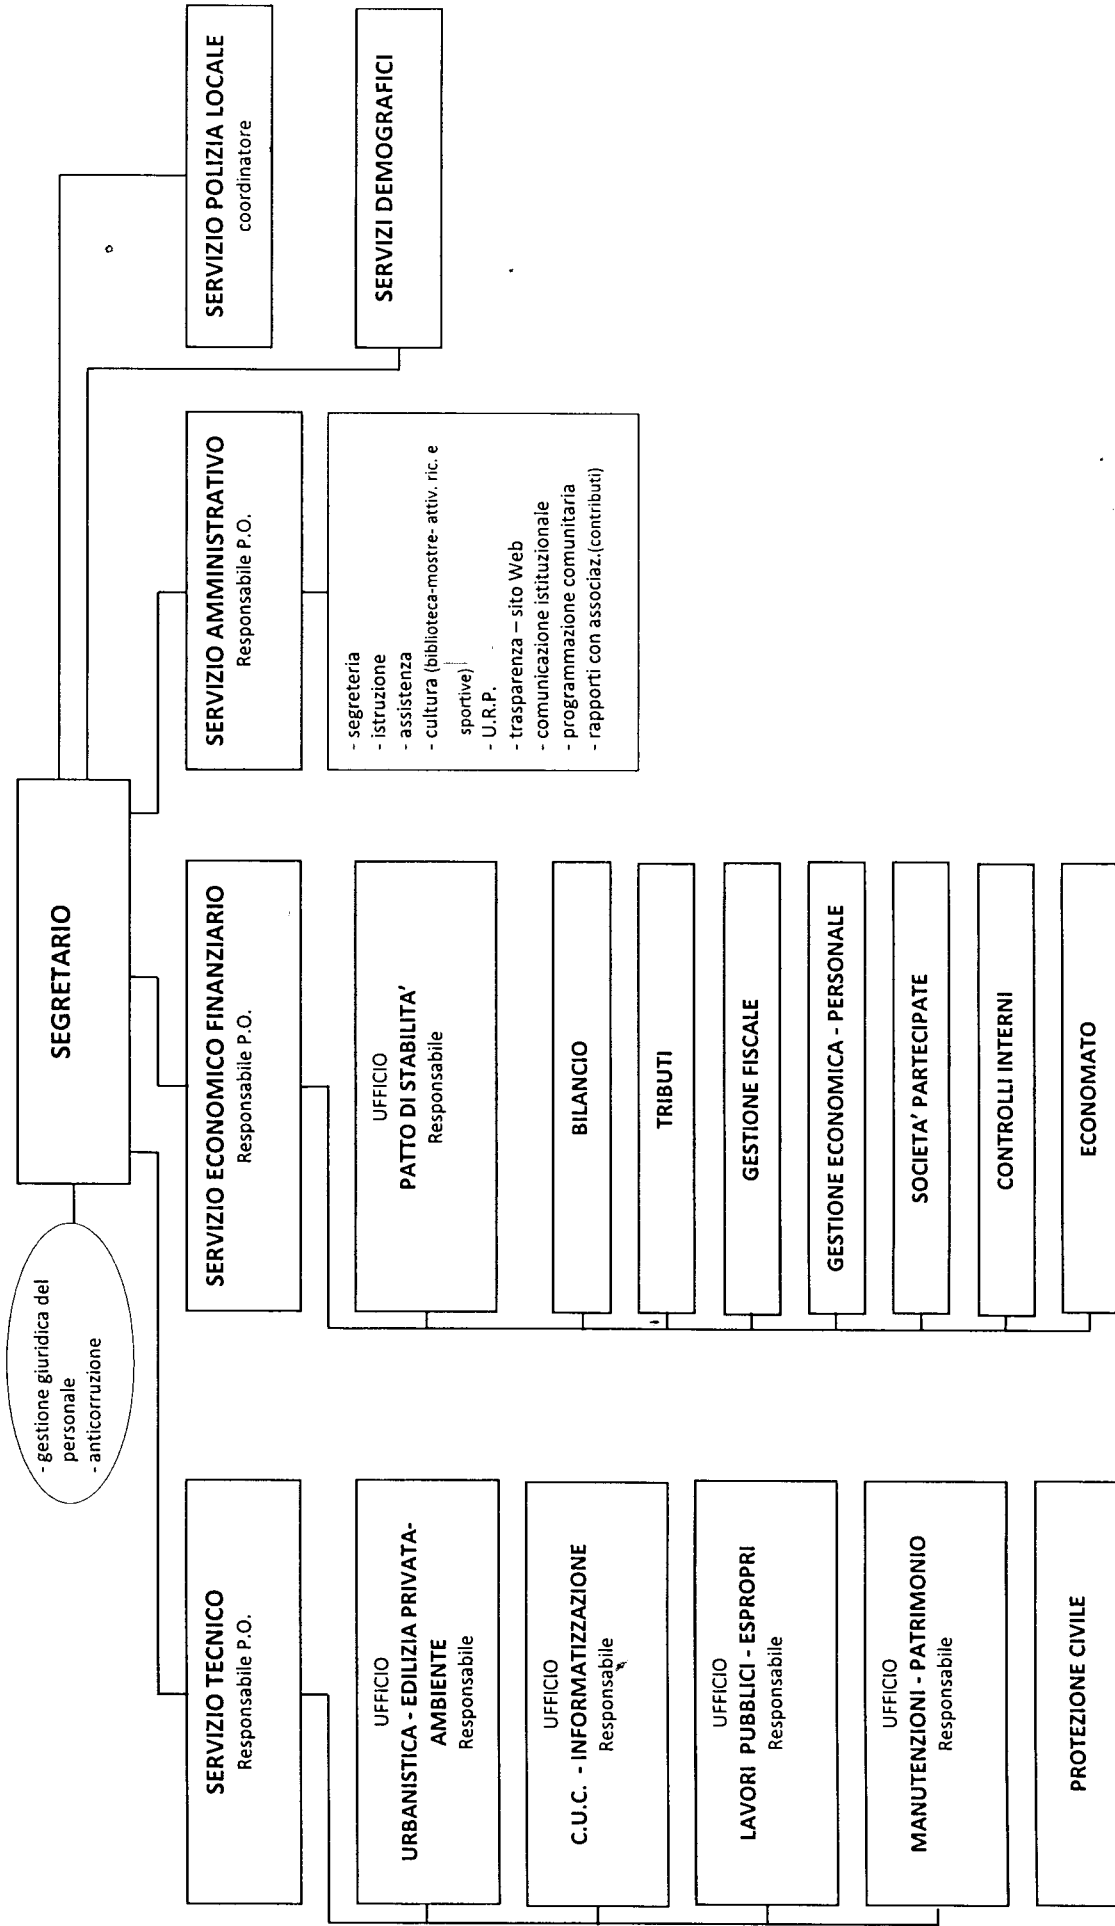 - gestione giuridica del
personale
- anticorruzione
SEGRETARIO
SERVIZIO TECNICO
Responsabile P.O.
UFFICIO
URBANISTICA - EDILIZIA PRIVATA-
AMBIENTE
Responsabile
UFFICIO
C.U.C. - INFORMATIZZAZIONE
Responsabile
UFFICIO
LAVORI PUBBLICI - ESPROPRI
Responsabile
UFFICIO
MANUTENZIONI - PATRIMONIO
Responsabile
PROTEZIONE CIVILE
SERVIZIO ECONOMICO FINANZIARIO
Responsabile P.O.
UFFICIO
PATTO DI STABILITA’
Responsabile
BILANCIO
TRIBUTI
GESTIONE FISCALE
GESTIONE ECONOMICA - PERSONALE
SOCIETA’ PARTECIPATE
CONTROLLI INTERNI
ECONOMATO
SERVIZIO AMMINISTRATIVO
Responsabile P.O.
- segreteria
- istruzione
- assistenza
- cultura (biblioteca-mostre- attiv. ric. e
sportive)
- U.R.P.
- trasparenza – sito Web
- comunicazione istituzionale
- programmazione comunitaria
- rapporti con associaz.(contributi)
SERVIZIO POLIZIA LOCALE
coordinatore
SERVIZI DEMOGRAFICI